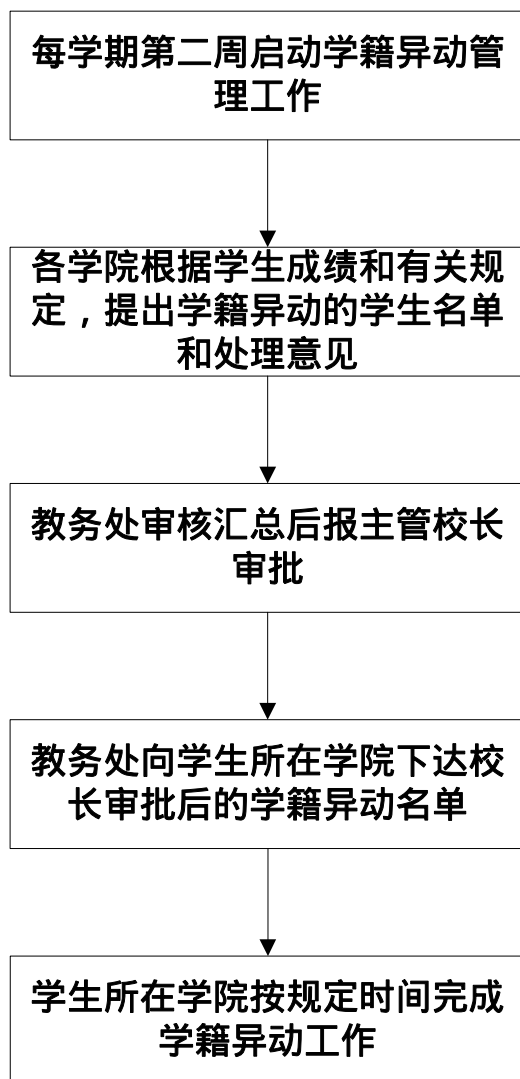 每学期第二周启动学籍异动管
理工作
各学院根据学生成绩和有关规
定，提出学籍异动的学生名单
和处理意见
教务处审核汇总后报主管校长
审批
教务处向学生所在学院下达校
长审批后的学籍异动名单
学生所在学院按规定时间完成
学籍异动工作